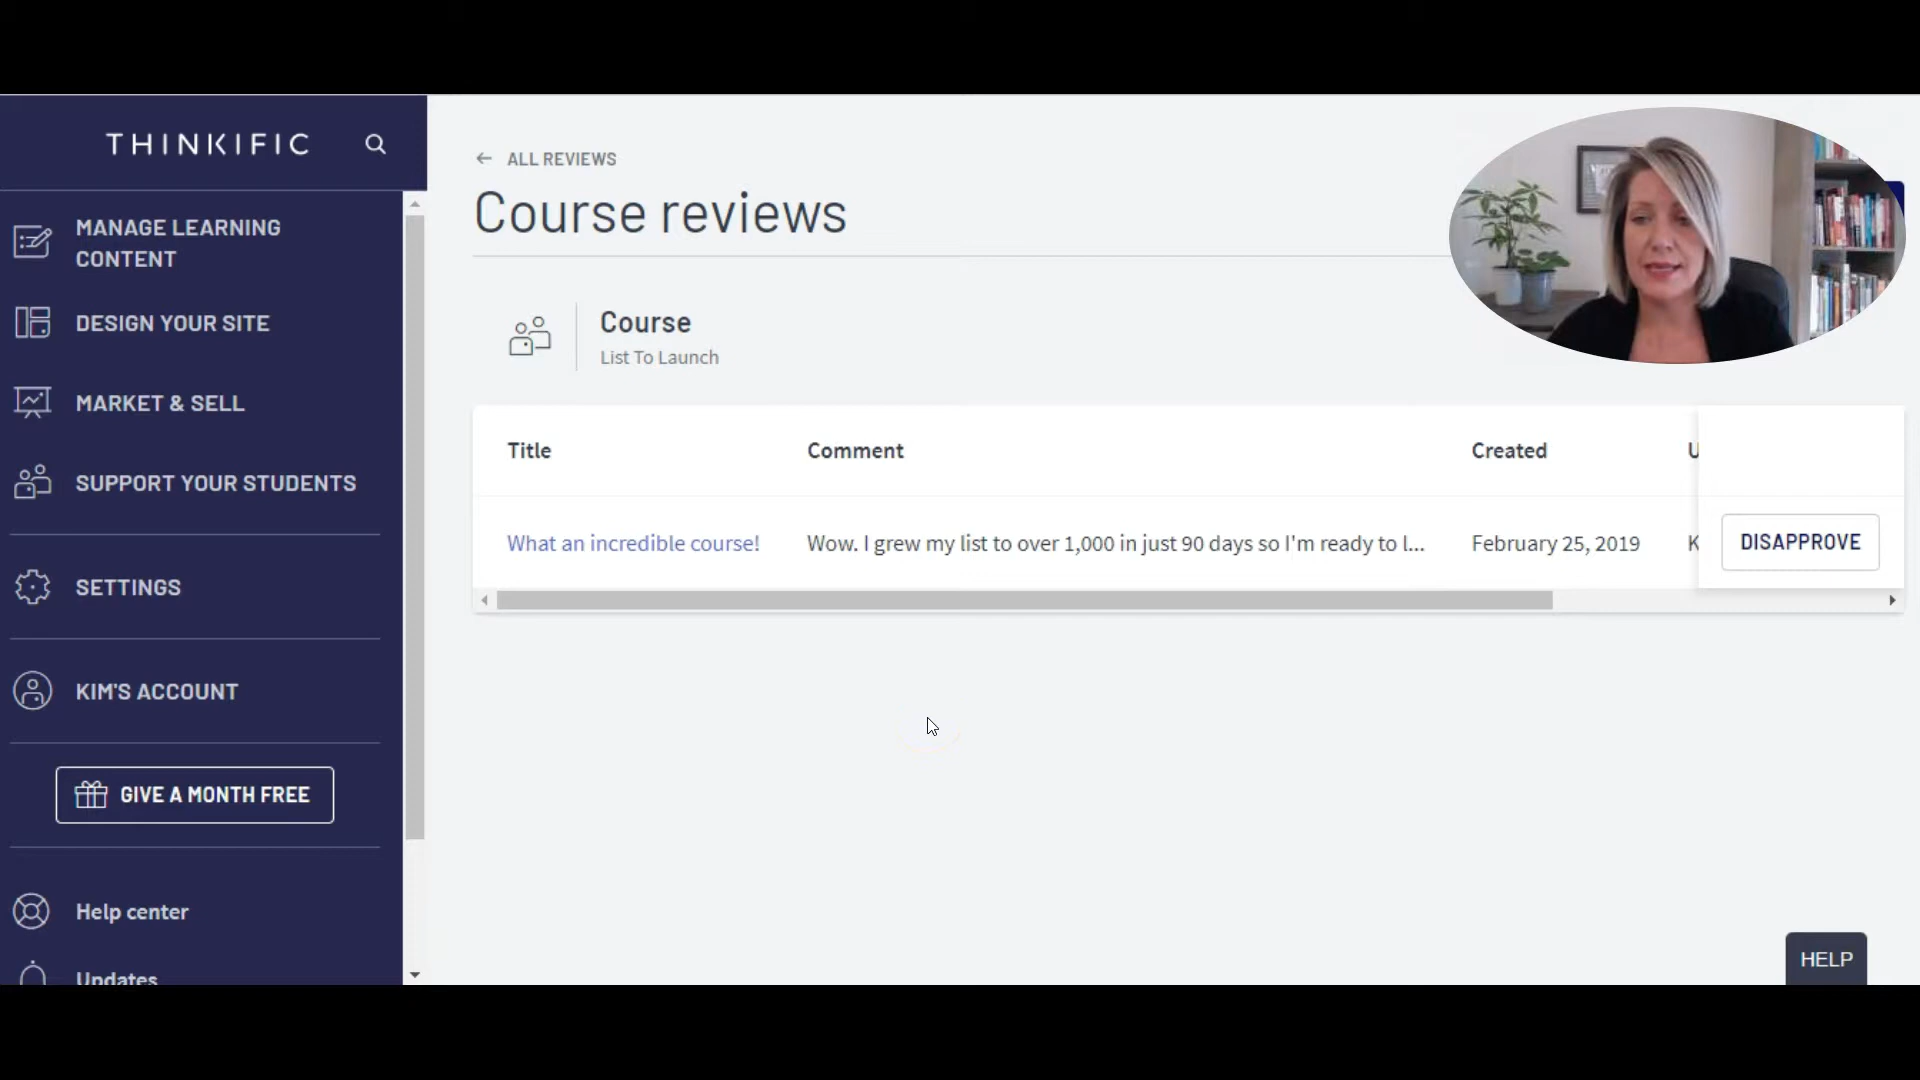 THINKIFIC
MANAGE LEARNING
CONTENT
DESIGN YOUR SITE
MARKET & SELL
SUPPORT YOUR STUDENTS
SETTINGS
KIM'S ACCOUNT
GIVE A MONTH FREE
Help center
Updates
← ALL REVIEWS
Course reviews
Course
List To Launch
Title Comment Created U
What an incredible course! Wow. I grew my list to over 1,000 in just 90 days so I'm ready to l... February 25, 2019 K DISAPPROVE
HELP